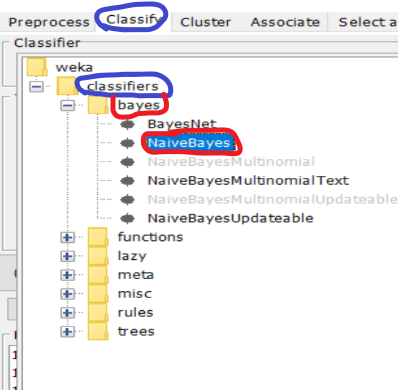 Preprocess Classify Cluster Associate Select a
Classifier
weka
classifiers
bayes
BayesNet
NaiveBayes
NaiveBayesMultinomial
NaiveBayesMultinomialText
NaiveBayesMultinomialUpdateable
NaiveBayesUpdateable
functions
lazy
meta
misc
rules
trees